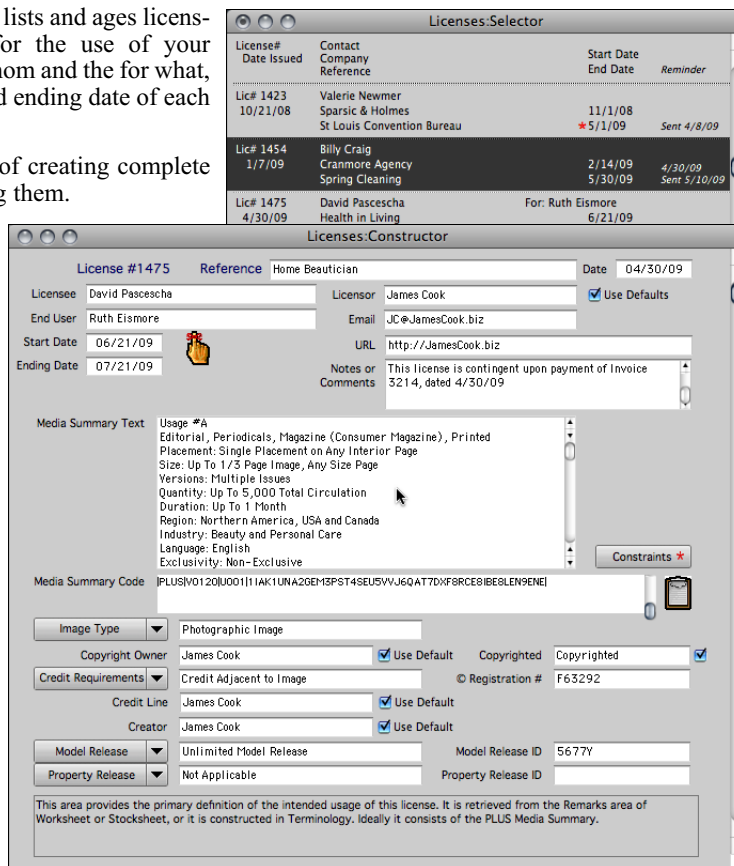 lists and ages licens-
for the use of your
nom and the for what,
d ending date of each
of creating complete
g them.
Licenses:Selector
License# Contact
Date Issued Company Start Date
Reference End Date Reminder
Lic# 1423 Valerie Newmer
10/21/08 Sparsic & Holmes 11/1/08
St Louis Convention Bureau *5/1/09 Sent 4/8/09
Lic# 1454 Billy Craig
1/7/09 Cranmore Agency 2/14/09 4/30/09
Spring Cleaning 5/30/09 Sent 5/10/09
Lic# 1475 David Pascescha For: Ruth Eismore
4/30/09 Health in Living 6/21/09
Licenses:Constructor
License #1475 Reference Home Beautician Date 04/30/09
Licensee David Pascescha Licensor James Cook Use Defaults
End User Ruth Eismore Email JC@JamesCook.biz
Start Date 06/21/09 URL http://JamesCook.biz
Ending Date 07/21/09 Notes or Comments This license is contingent upon payment of Invoice
3214, dated 4/30/09
Media Summary Text Usage #A
Editorial, Periodicals, Magazine (Consumer Magazine), Printed
Placement: Single Placement on Any Interior Page
Size: Up To 1/3 Page Image, Any Size Page
Versions: Multiple Issues
Quantity: Up To 5,000 Total Circulation
Duration: Up To 1 Month
Region: Northern America, USA and Canada
Industry: Beauty and Personal Care
Language: English
Exclusivity: Non-Exclusive
Constraints *
Media Summary Code |PLUS|V0120|U001|1IAK1UNA2GEM3PST4SEU5VVJ6QAT7DXF8RCE8IBE8LEN9ENE|
Image Type Photographic Image
Copyright Owner James Cook Use Default Copyrighted Copyrighted
Credit Requirements Credit Adjacent to Image © Registration # F63292
Credit Line James Cook Use Default
Creator James Cook Use Default
Model Release Unlimited Model Release Model Release ID 5677Y
Property Release Not Applicable Property Release ID
This area provides the primary definition of the intended usage of this license. It is retrieved from the Remarks area of
Worksheet or Stocksheet, or it is constructed in Terminology. Ideally it consists of the PLUS Media Summary.